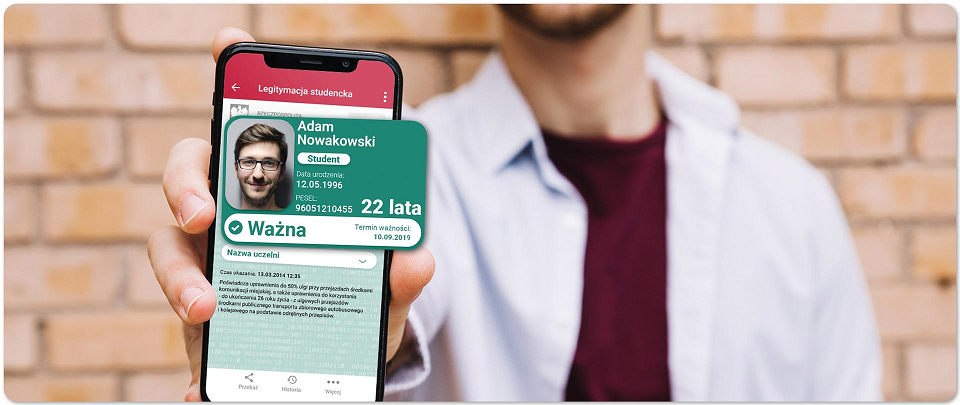 Legitymacja studencka
RZECZPOSPOLITA
Adam
Nowakowski
Student
Data urodzenia:
12.05.1996
PESEL:
96051210455
22 lata
Ważna
Termin ważności:
10.09.2019
Nazwa uczelni
Czas okazania: 13.03.2014 12:35
Poświadcza uprawnienia do 50% ulgi przy przejazdach środkami
komunikacji miejskiej, a także uprawnienia do korzystania
- do ukończenia 26 roku życia - z ulgowych przejazdów
środkami publicznego transportu zbiorowego autobusowego
i kolejowego na podstawie odrębnych przepisów.
Przekaż
Historia
Więcej